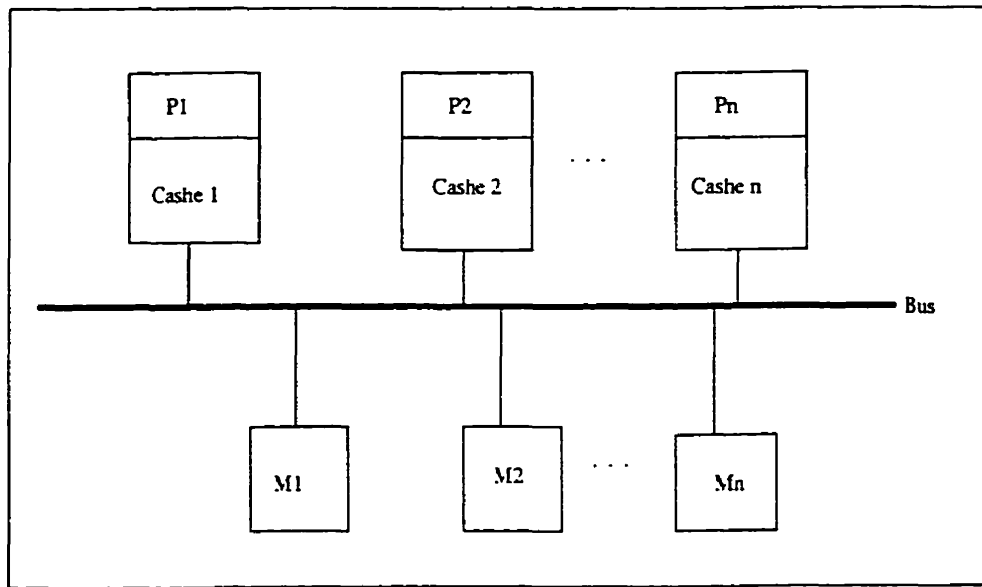 P1
P2
Pn
. . .
Cashe 1
Cashe 2
Cashe n
Bus
M1
M2
. . .
Mn